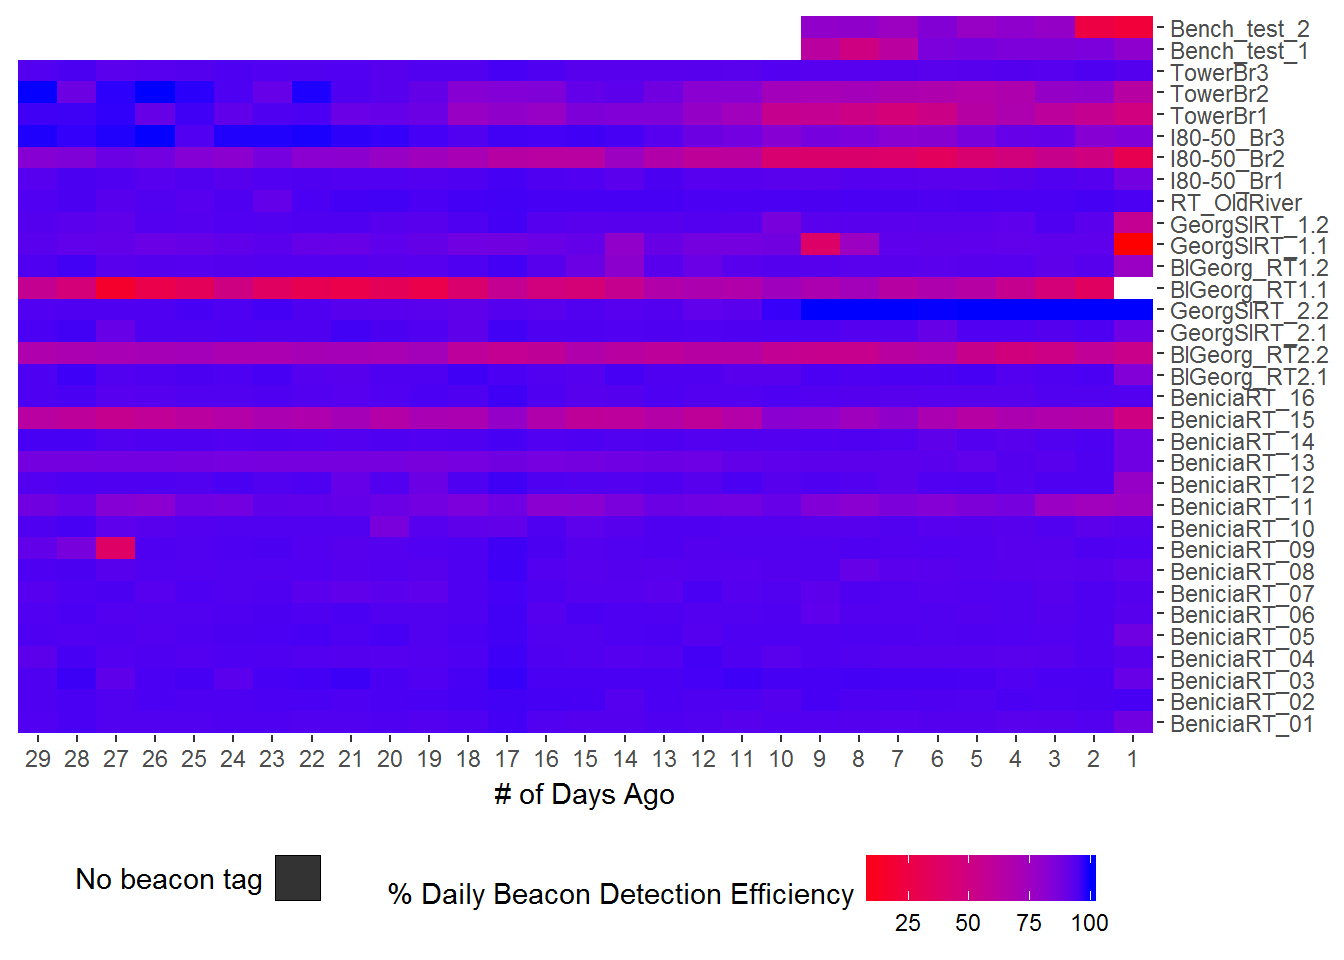 Bench_test_2
Bench_test_1
TowerBr3
TowerBr2
TowerBr1
I80-50_Br3
I80-50_Br2
I80-50_Br1
RT_OldRiver
GeorgSlRT_1.2
GeorgSlRT_1.1
BlGeorg_RT1.2
BlGeorg_RT1.1
GeorgSlRT_2.2
GeorgSlRT_2.1
BlGeorg_RT2.2
BlGeorg_RT2.1
BeniciaRT_16
BeniciaRT_15
BeniciaRT_14
BeniciaRT_13
BeniciaRT_12
BeniciaRT_11
BeniciaRT_10
BeniciaRT_09
BeniciaRT_08
BeniciaRT_07
BeniciaRT_06
BeniciaRT_05
BeniciaRT_04
BeniciaRT_03
BeniciaRT_02
BeniciaRT_01
29 28 27 26 25 24 23 22 21 20 19 18 17 16 15 14 13 12 11 10 9 8 7 6 5 4 3 2 1
# of Days Ago
No beacon tag
% Daily Beacon Detection Efficiency
25 50 75 100